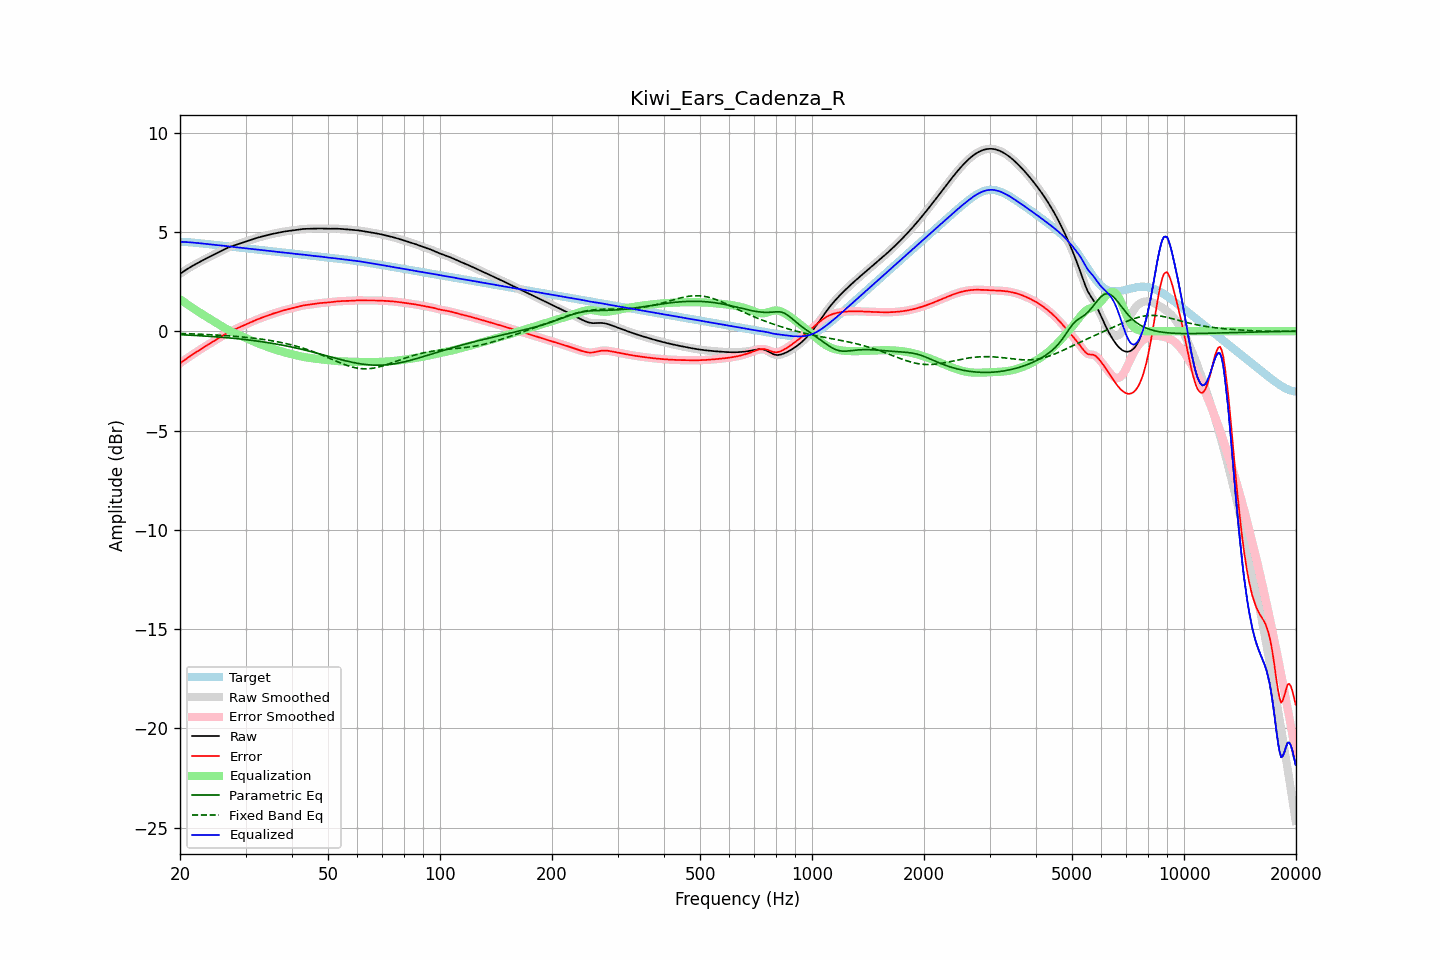 Kiwi_Ears_Cadenza_R
10
5
0
−5
−10
−15
−20
−25
Amplitude (dBr)
Target
Raw Smoothed
Error Smoothed
Raw
Error
Equalization
Parametric Eq
Fixed Band Eq
Equalized
20 50 100 200 500 1000 2000 5000 10000 20000
Frequency (Hz)